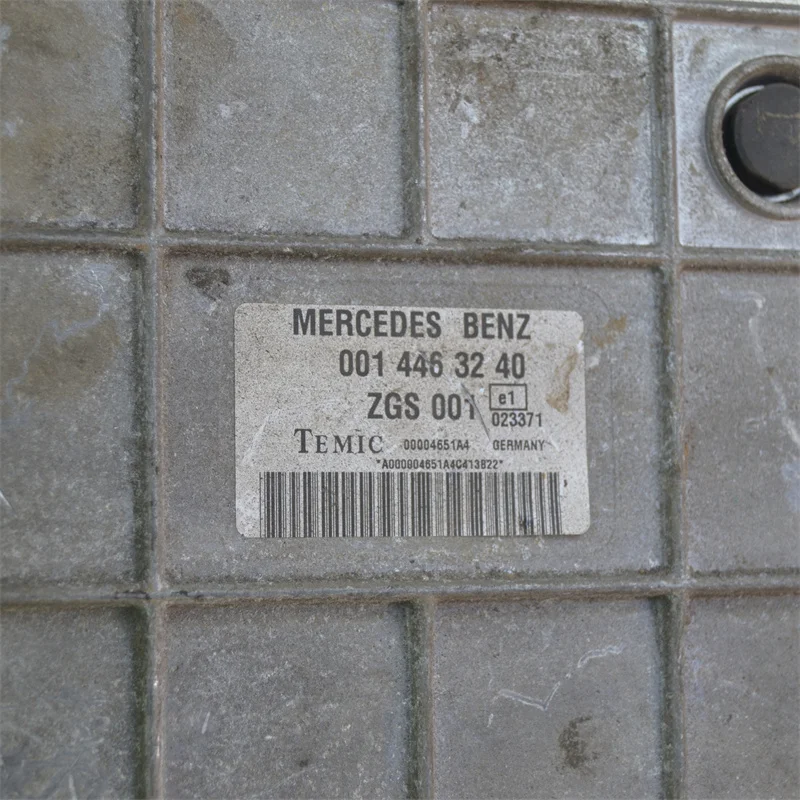 MERCEDES BENZ
001 446 32 40
ZGS 001 e1
023371
TEMIC 00004651A4 GERMANY
*A000004651A4C413822*